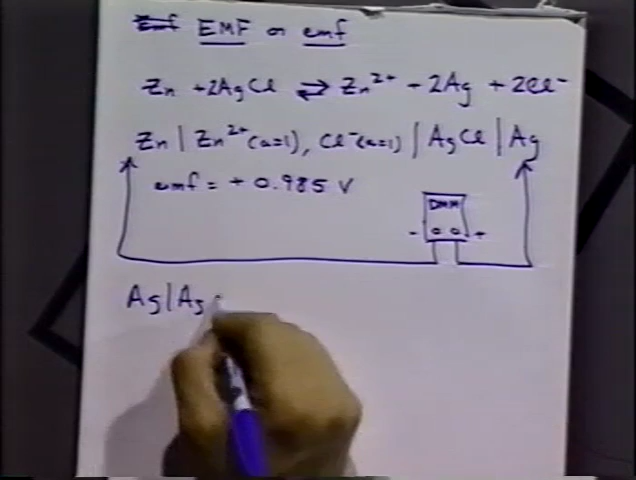 EMF or emf
Zn + 2AgCl ⇌ Zn²⁺ - 2Ag + 2Cl⁻
Zn | Zn²⁺(a=1), Cl⁻(a=1) | AgCl | Ag
emf = + 0.985 V
DMM
- +
Ag|Ag